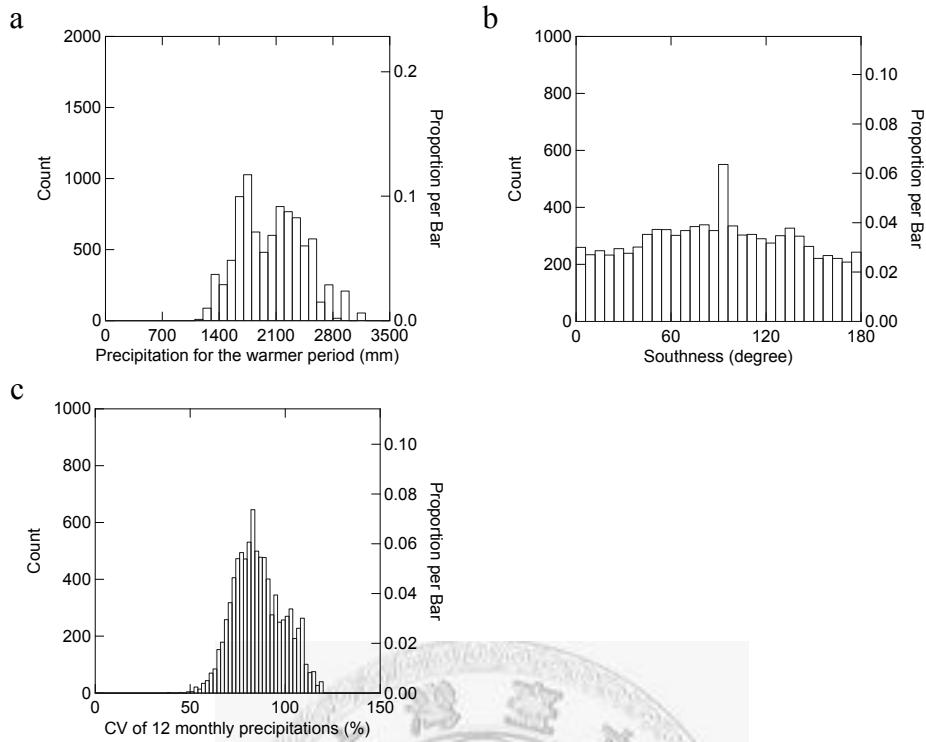 a
2000
1500
1000
500
0
Count
0.2
0.1
0.0
Proportion per Bar
0 700 1400 2100 2800 3500
Precipitation for the warmer period (mm)
b
1000
800
600
400
200
0
Count
0.10
0.08
0.06
0.04
0.02
0.00
Proportion per Bar
0 60 120 180
Southness (degree)
c
1000
800
600
400
200
0
Count
0.10
0.08
0.06
0.04
0.02
0.00
Proportion per Bar
0 50 100 150
CV of 12 monthly precipitations (%)